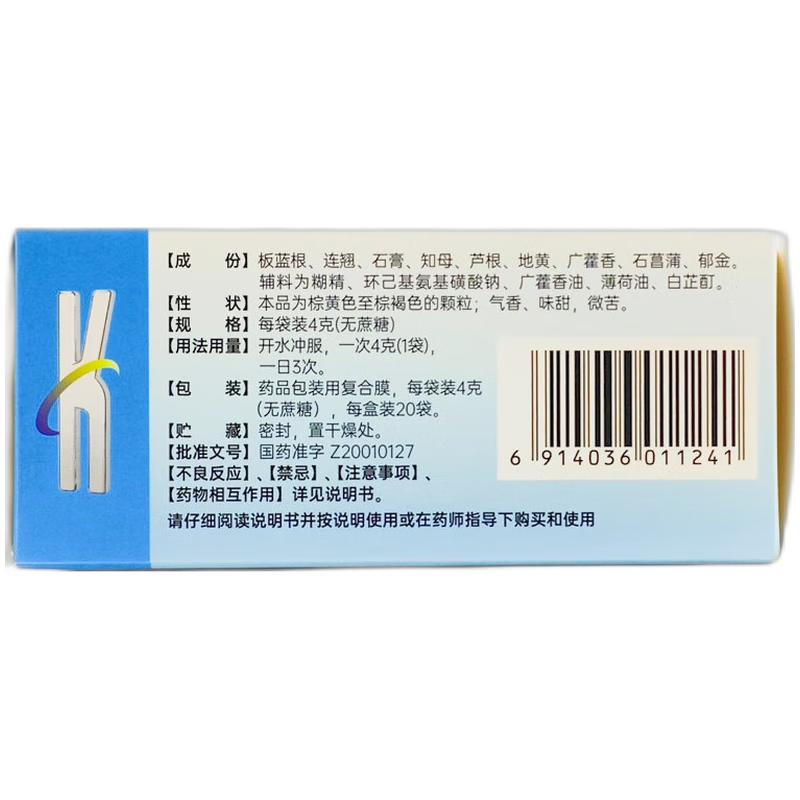 【成　份】板蓝根、连翘、石膏、知母、芦根、地黄、广藿香、石菖蒲、郁金。
辅料为糊精、环己基氨基磺酸钠、广藿香油、薄荷油、白芷酊。
【性　状】本品为棕黄色至棕褐色的颗粒；气香、味甜，微苦。
【规　格】每袋装4克(无蔗糖)
【用法用量】开水冲服，一次4克(1袋)，
一日3次。
【包　装】药品包装用复合膜，每袋装4克
(无蔗糖)，每盒装20袋。
【贮　藏】密封，置干燥处。
【批准文号】国药准字 Z20010127
【不良反应】、【禁忌】、【注意事项】、
【药物相互作用】详见说明书。
请仔细阅读说明书并按说明使用或在药师指导下购买和使用
6 914036 011241